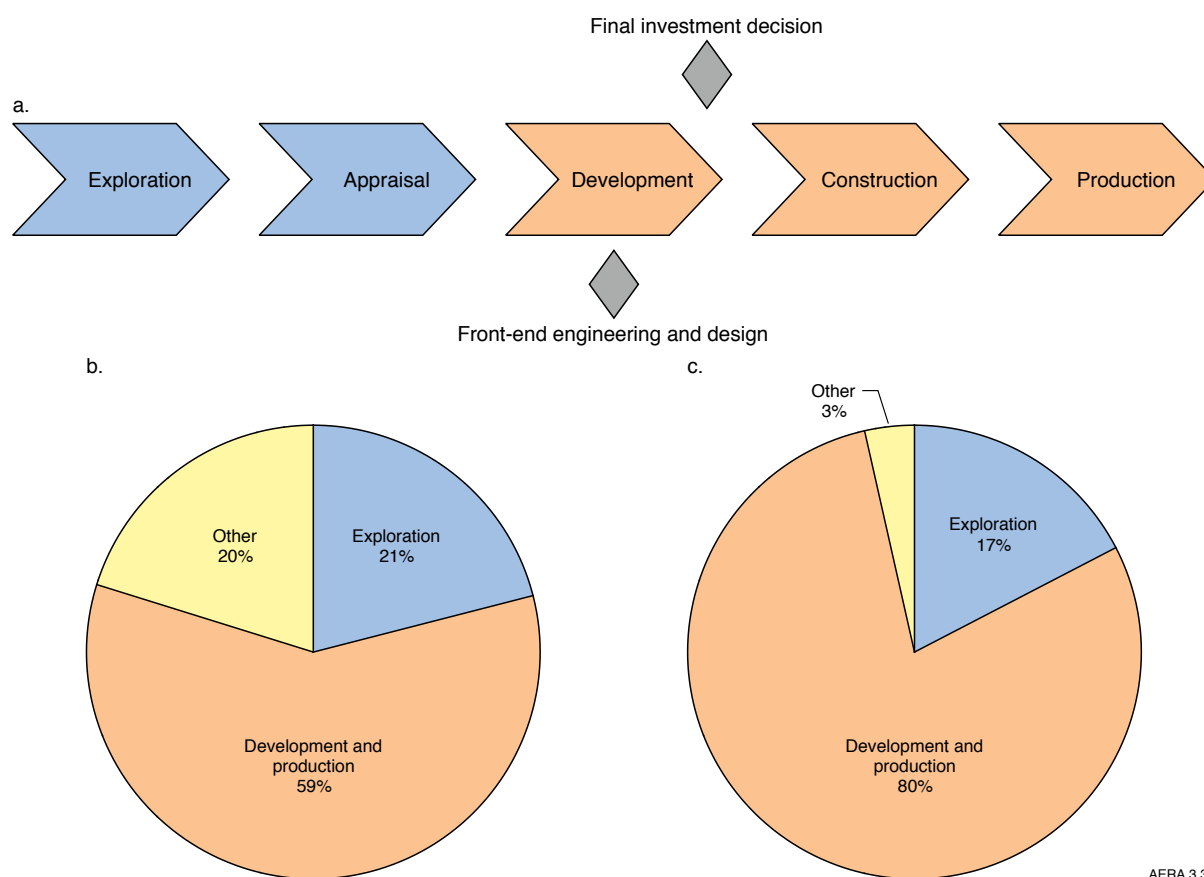 Final investment decision
a.
Exploration
Appraisal
Development
Construction
Production
Front-end engineering and design
b.
c.
Other
20%
Exploration
21%
Development and
production
59%
Other
3%
Exploration
17%
Development and
production
80%